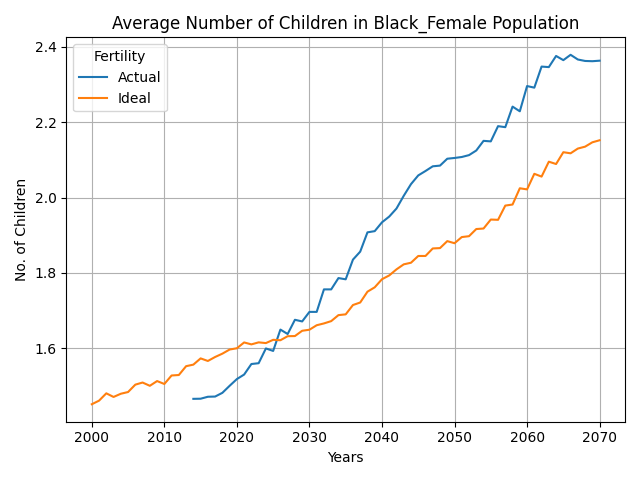 Average Number of Children in Black_Female Population
Fertility
Actual
Ideal
No. of Children
2.4
2.2
2.0
1.8
1.6
2000 2010 2020 2030 2040 2050 2060 2070
Years